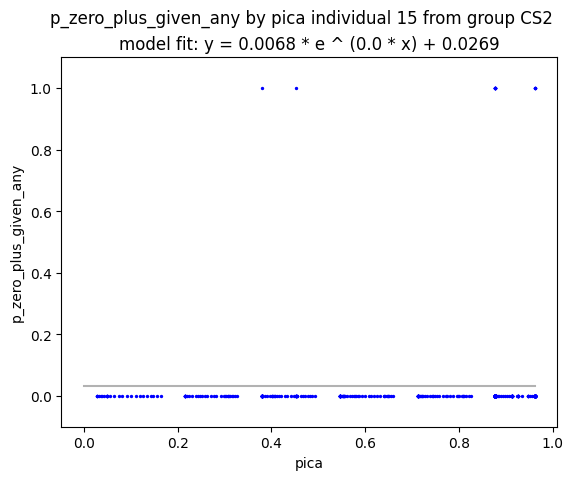 p_zero_plus_given_any by pica individual 15 from group CS2
model fit: y = 0.0068 * e ^ (0.0 * x) + 0.0269
1.0
0.8
0.6
0.4
0.2
0.0
p_zero_plus_given_any
0.0 0.2 0.4 0.6 0.8 1.0
pica